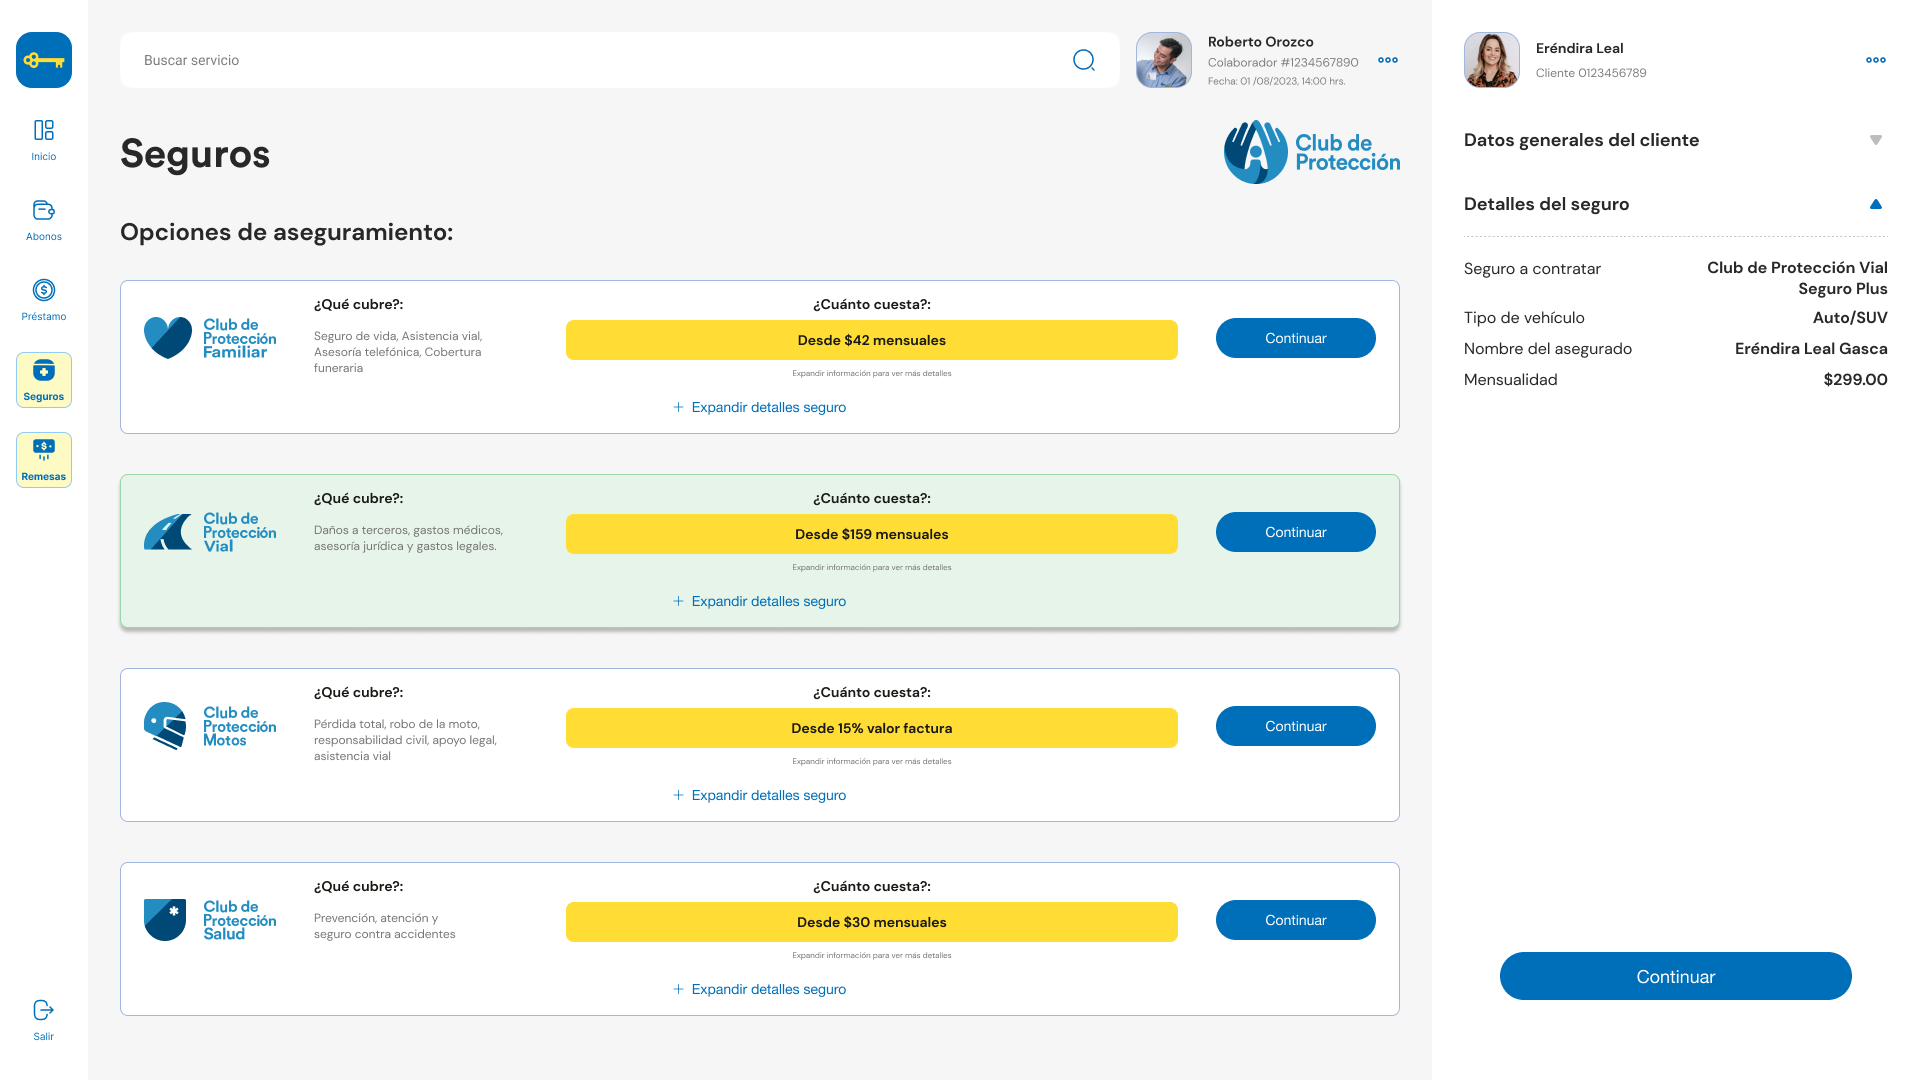 Inicio
Abonos
Préstamo
Seguros
Remesas
Salir
Buscar servicio
Roberto Orozco
Colaborador #1234567890
Fecha: 01 /08/2023, 14:00 hrs.
Seguros
Club de
Protección
Opciones de aseguramiento:
Club de
Protección
Familiar
¿Qué cubre?:
Seguro de vida, Asistencia vial,
Asesoría telefónica, Cobertura
funeraria
¿Cuánto cuesta?:
Desde $42 mensuales
Expandir información para ver más detalles
Continuar
+ Expandir detalles seguro
Club de
Protección
Vial
¿Qué cubre?:
Daños a terceros, gastos médicos,
asesoría jurídica y gastos legales.
¿Cuánto cuesta?:
Desde $159 mensuales
Expandir información para ver más detalles
Continuar
+ Expandir detalles seguro
Club de
Protección
Motos
¿Qué cubre?:
Pérdida total, robo de la moto,
responsabilidad civil, apoyo legal,
asistencia vial
¿Cuánto cuesta?:
Desde 15% valor factura
Expandir información para ver más detalles
Continuar
+ Expandir detalles seguro
Club de
Protección
Salud
¿Qué cubre?:
Prevención, atención y
seguro contra accidentes
¿Cuánto cuesta?:
Desde $30 mensuales
Expandir información para ver más detalles
Continuar
+ Expandir detalles seguro
Eréndira Leal
Cliente 0123456789
Datos generales del cliente
Detalles del seguro
Seguro a contratar
Club de Protección Vial
Seguro Plus
Tipo de vehículo
Auto/SUV
Nombre del asegurado
Eréndira Leal Gasca
Mensualidad
$299.00
Continuar